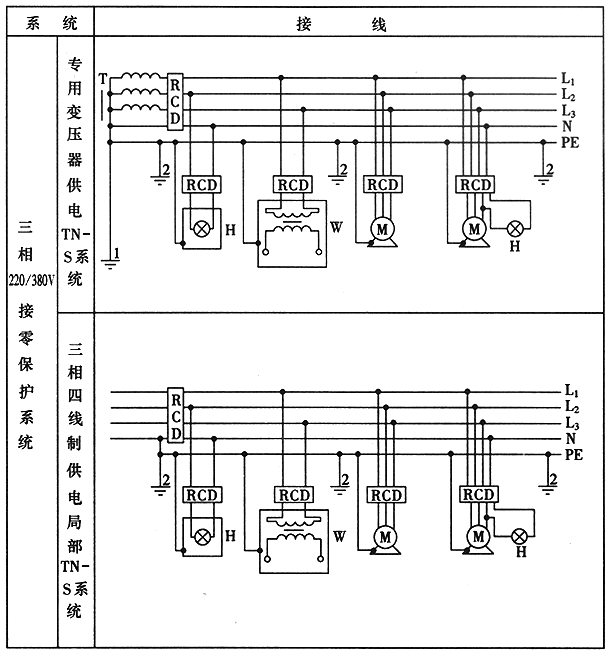 系 统
接 线
三相220/380V接零保护系统
专用变压器供电TN-S系统
T
RCD
L₁
L₂
L₃
N
PE
2
2
2
RCD
RCD
RCD
RCD
1
H
W
M
M
H
三相四线制供电局部TN-S系统
RCD
L₁
L₂
L₃
N
PE
2
2
2
RCD
RCD
RCD
RCD
H
W
M
M
H